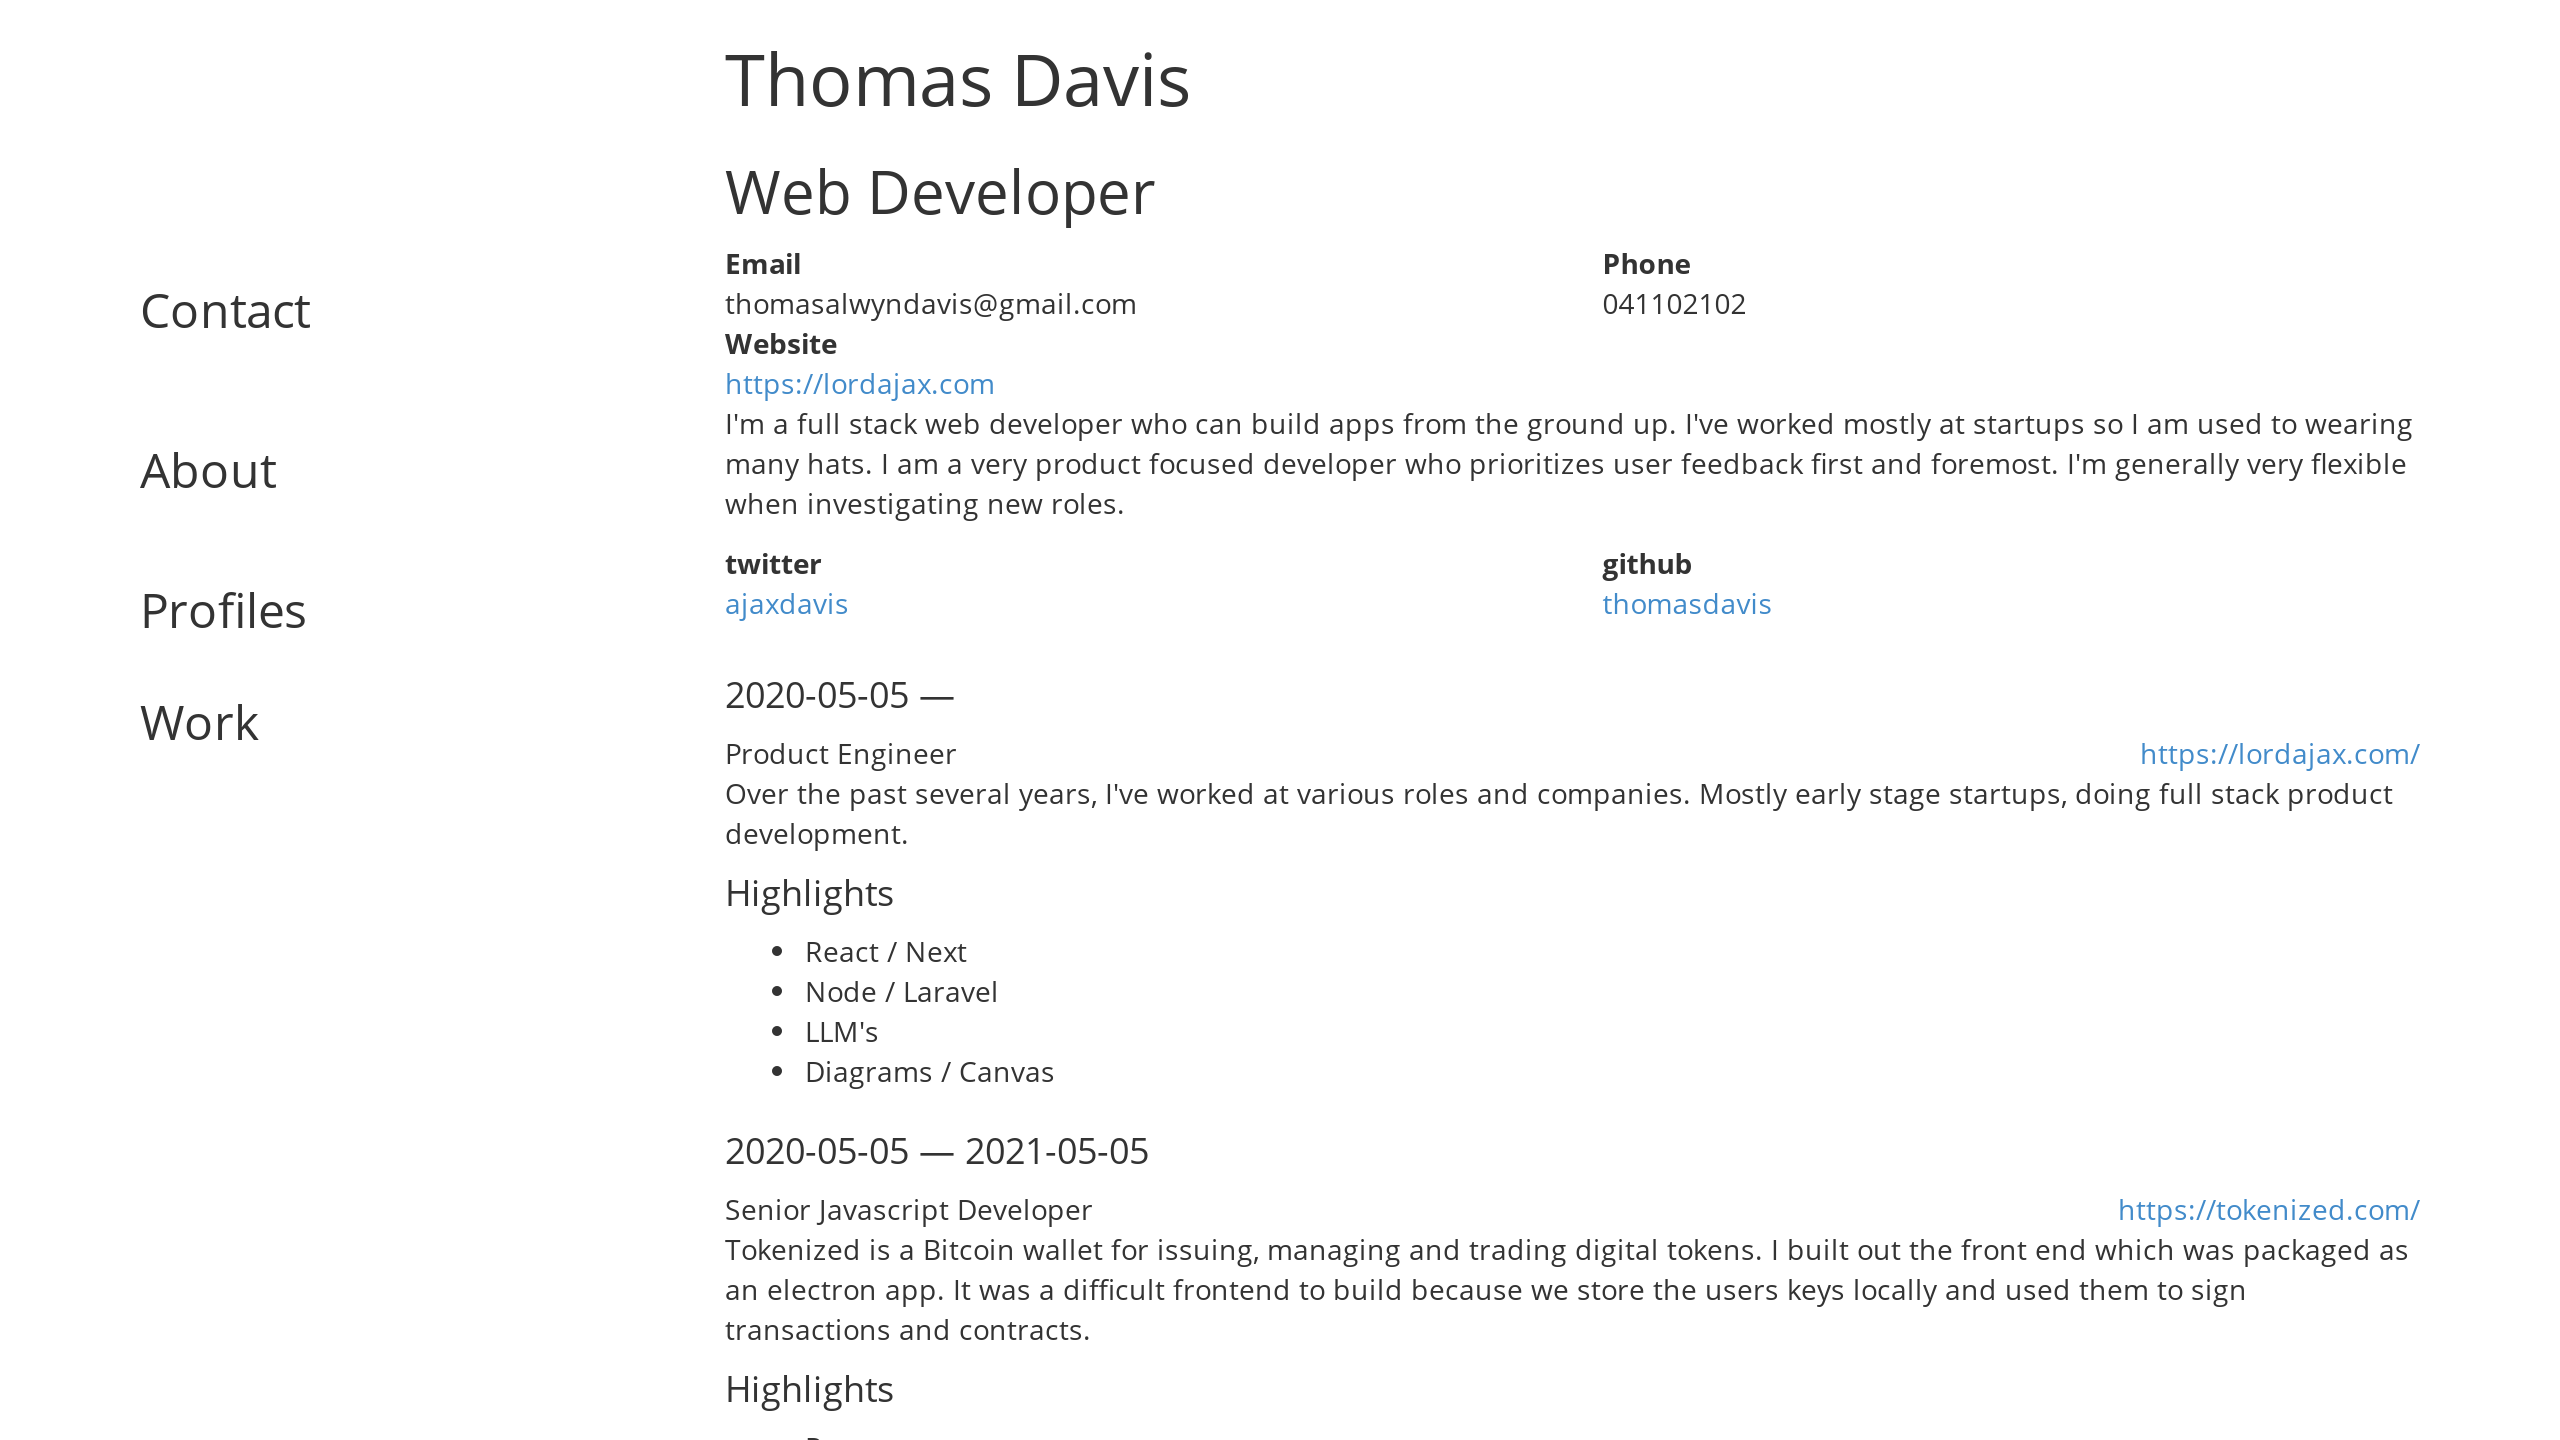 Thomas Davis
Web Developer
Contact
Email
thomasalwyndavis@gmail.com
Phone
041102102
Website
https://lordajax.com
About
I'm a full stack web developer who can build apps from the ground up. I've worked mostly at startups so I am used to wearing
many hats. I am a very product focused developer who prioritizes user feedback first and foremost. I'm generally very flexible
when investigating new roles.
Profiles
twitter
ajaxdavis
github
thomasdavis
Work
2020-05-05 —
Product Engineer
https://lordajax.com/
Over the past several years, I've worked at various roles and companies. Mostly early stage startups, doing full stack product
development.
Highlights
React / Next
Node / Laravel
LLM's
Diagrams / Canvas
2020-05-05 — 2021-05-05
Senior Javascript Developer
https://tokenized.com/
Tokenized is a Bitcoin wallet for issuing, managing and trading digital tokens. I built out the front end which was packaged as
an electron app. It was a difficult frontend to build because we store the users keys locally and used them to sign
transactions and contracts.
Highlights